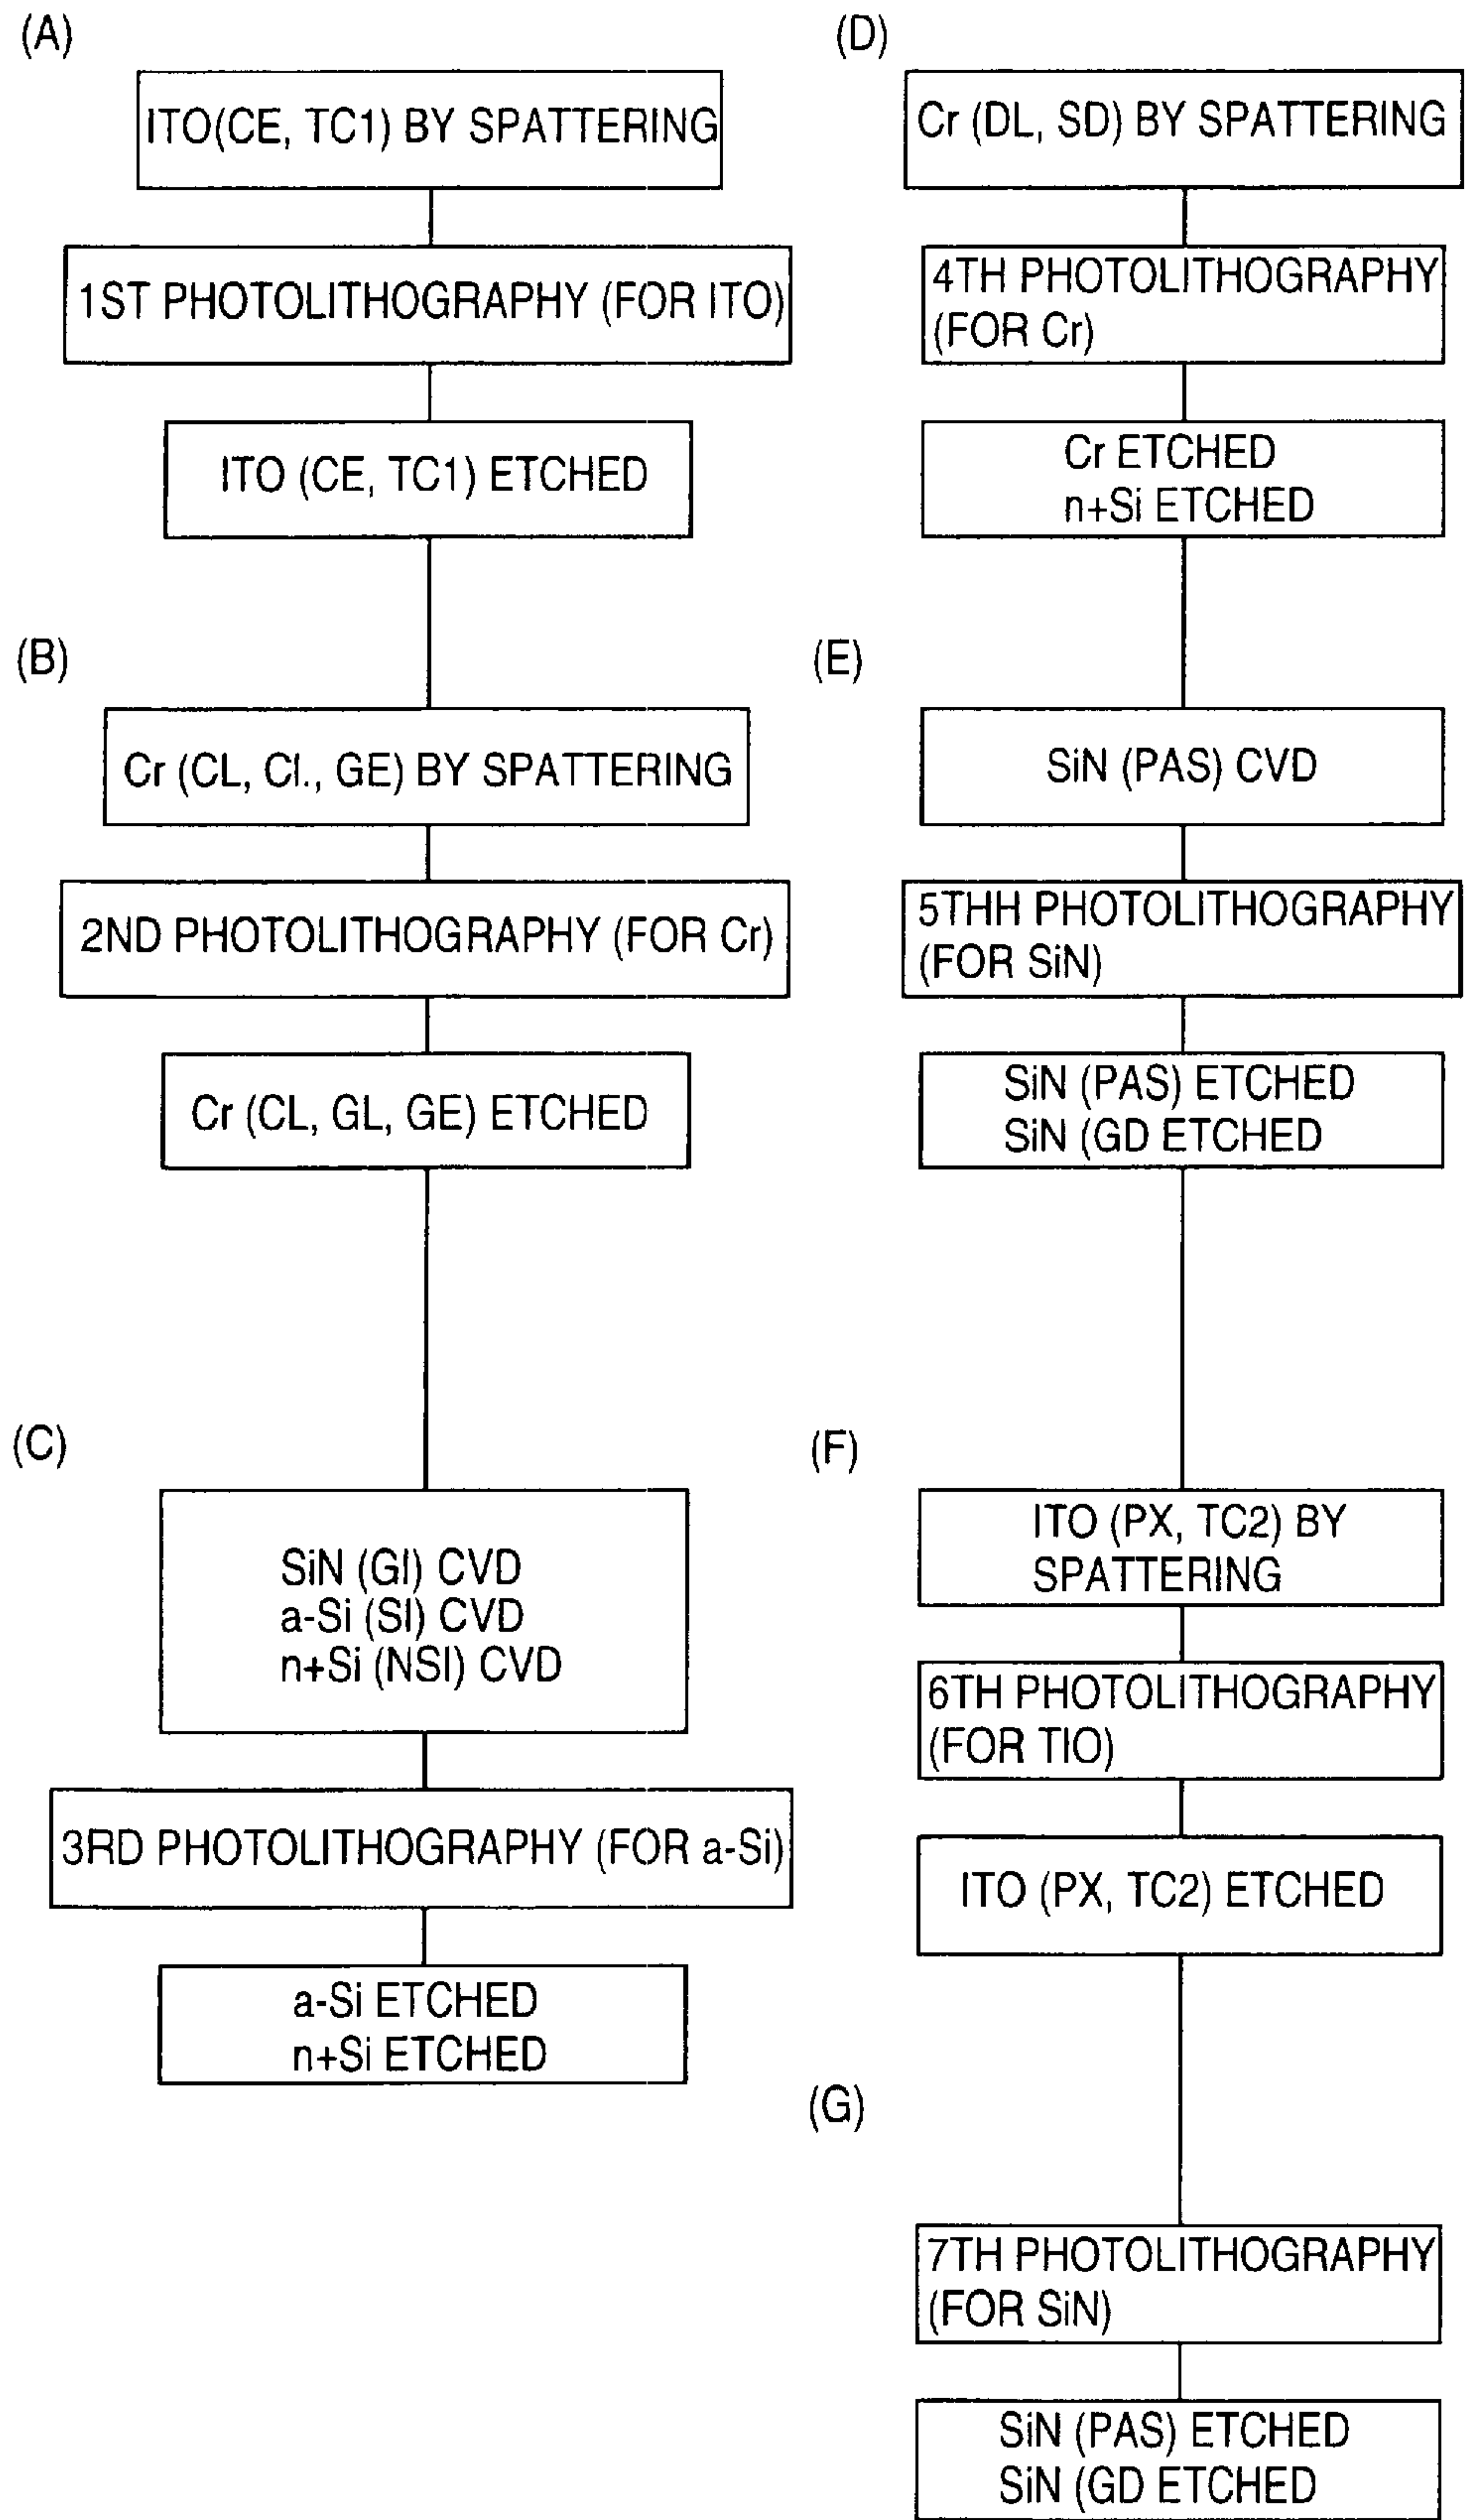 (A)
ITO(CE, TC1) BY SPATTERING
1ST PHOTOLITHOGRAPHY (FOR ITO)
ITO (CE, TC1) ETCHED
(B)
Cr (CL, CI., GE) BY SPATTERING
2ND PHOTOLITHOGRAPHY (FOR Cr)
Cr (CL, GL, GE) ETCHED
(C)
SiN (GI) CVD
a-Si (SI) CVD
n+Si (NSI) CVD
3RD PHOTOLITHOGRAPHY (FOR a-Si)
a-Si ETCHED
n+Si ETCHED
(D)
Cr (DL, SD) BY SPATTERING
4TH PHOTOLITHOGRAPHY
(FOR Cr)
Cr ETCHED
n+Si ETCHED
(E)
SiN (PAS) CVD
5THH PHOTOLITHOGRAPHY
(FOR SiN)
SiN (PAS) ETCHED
SiN (GD ETCHED
(F)
ITO (PX, TC2) BY
SPATTERING
6TH PHOTOLITHOGRAPHY
(FOR TIO)
ITO (PX, TC2) ETCHED
(G)
7TH PHOTOLITHOGRAPHY
(FOR SiN)
SiN (PAS) ETCHED
SiN (GD ETCHED